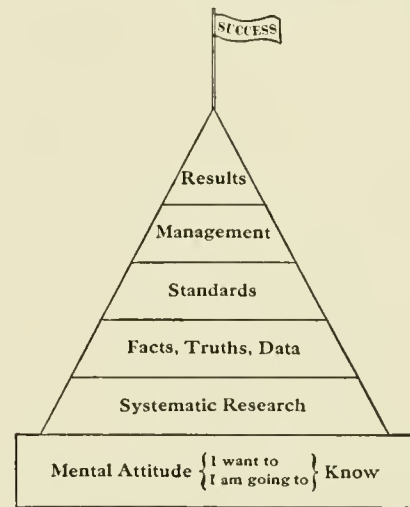 SUCCESS
Results
Management
Standards
Facts, Truths, Data
Systematic Research
Mental Attitude { I want to } Know
{ I am going to }